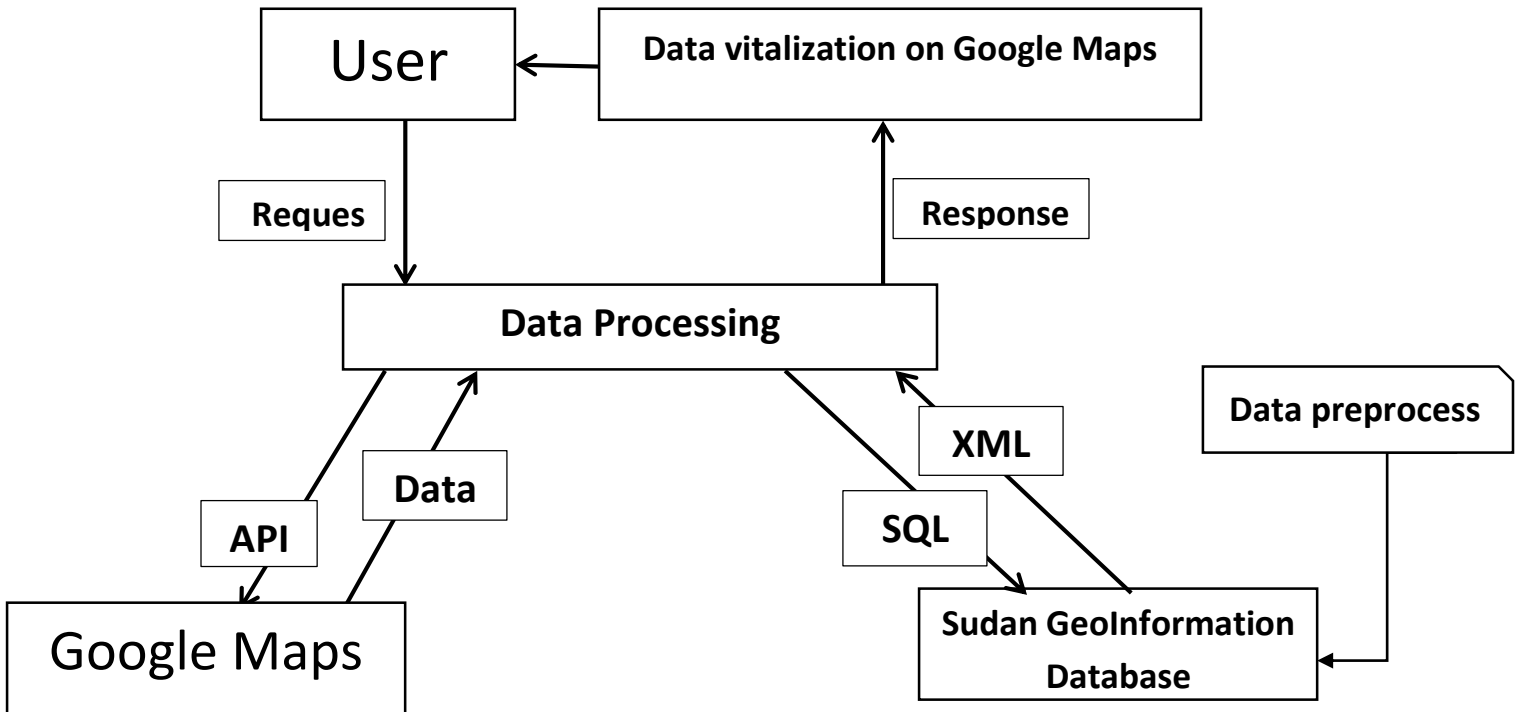 User
Data vitalization on Google Maps
Reques
Response
Data Processing
Data preprocess
XML
Data
SQL
API
Sudan GeoInformation
Database
Google Maps